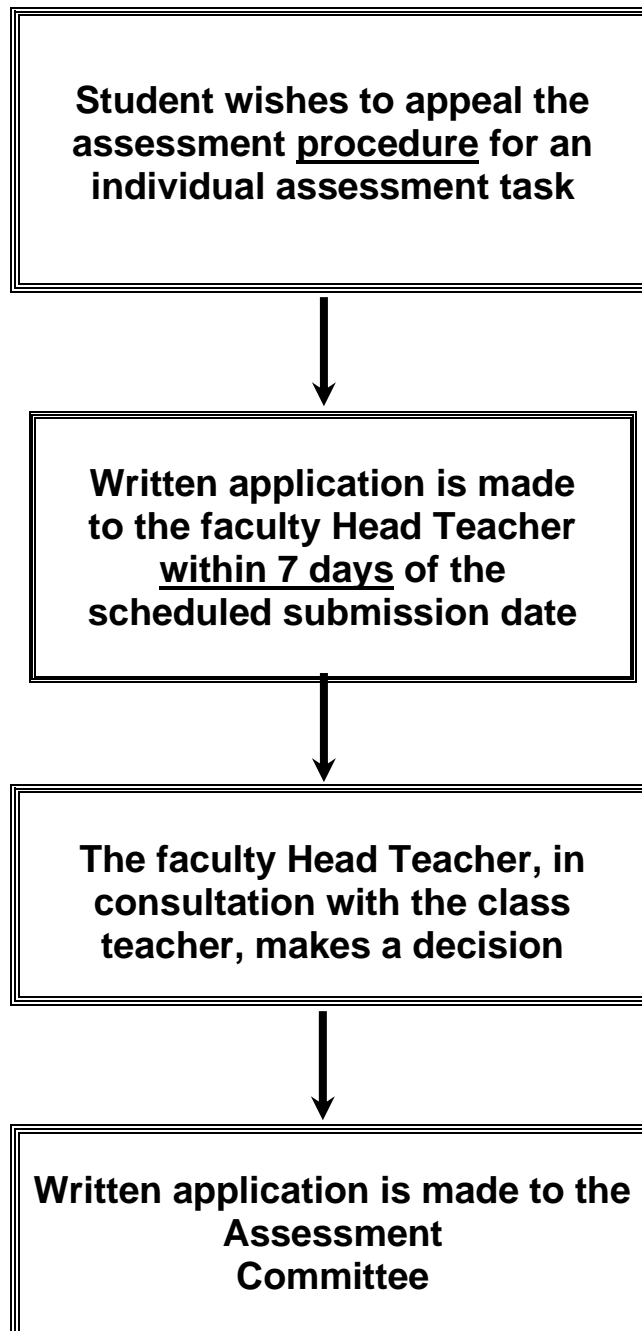 Student wishes to appeal the
assessment procedure for an
individual assessment task
Written application is made
to the faculty Head Teacher
within 7 days of the
scheduled submission date
The faculty Head Teacher, in
consultation with the class
teacher, makes a decision
Written application is made to the
Assessment
Committee